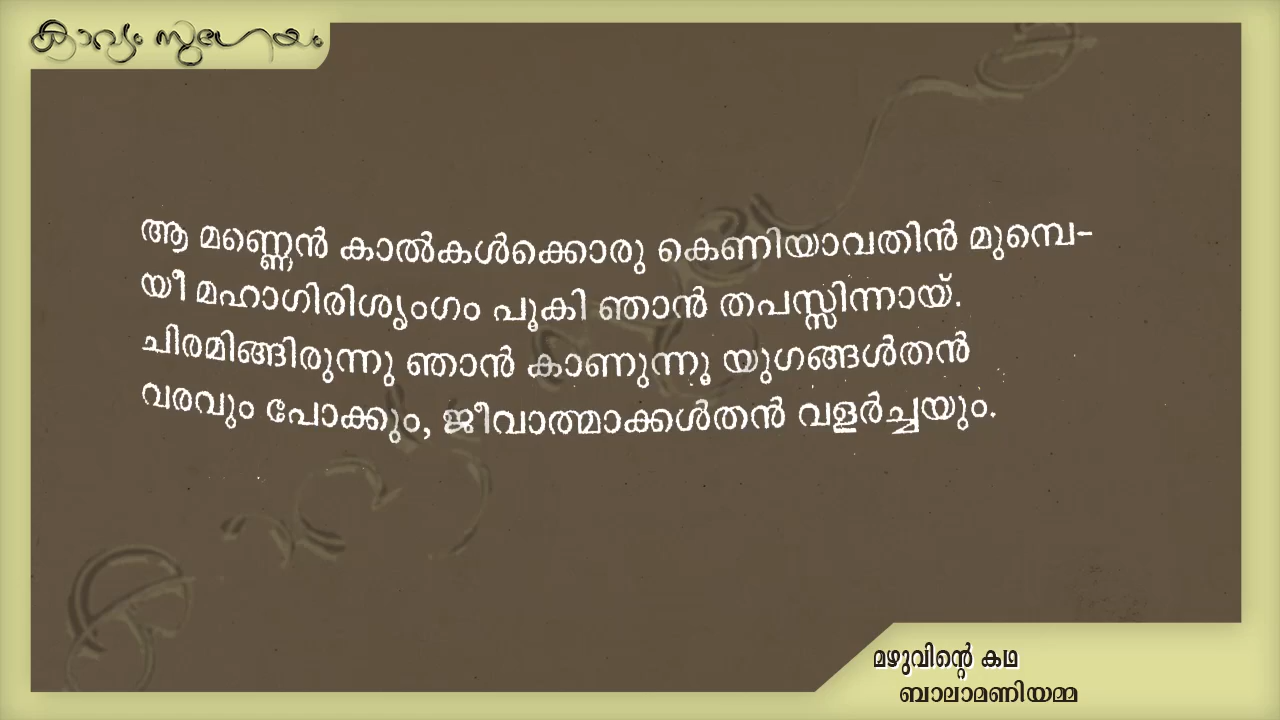 കാവ്യം സുഗേയം
ആ മണ്ണെൻ കാൽകൾക്കൊരു കെണിയാവതിൻ മുമ്പെ-
യീ മഹാഗിരിശൃംഗം പൂകി ഞാൻ തപസ്സിന്നായ്.
ചിരമിങ്ങിരുന്നു ഞാൻ കാണുന്നൂ യുഗങ്ങൾതൻ
വരവും പോക്കും, ജീവാത്മാക്കൾതൻ വളർച്ചയും.
മഴുവിന്റെ കഥ
ബാലാമണിയമ്മ